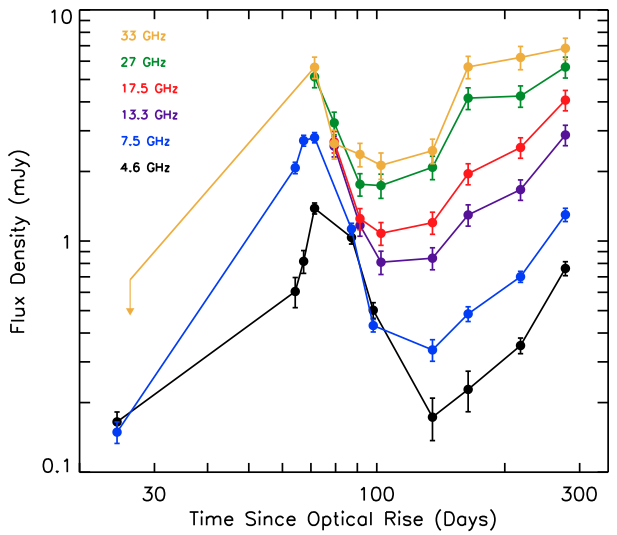 10
33 GHz
27 GHz
17.5 GHz
13.3 GHz
7.5 GHz
4.6 GHz
Flux Density (mJy)
1
0.1
30
100
300
Time Since Optical Rise (Days)